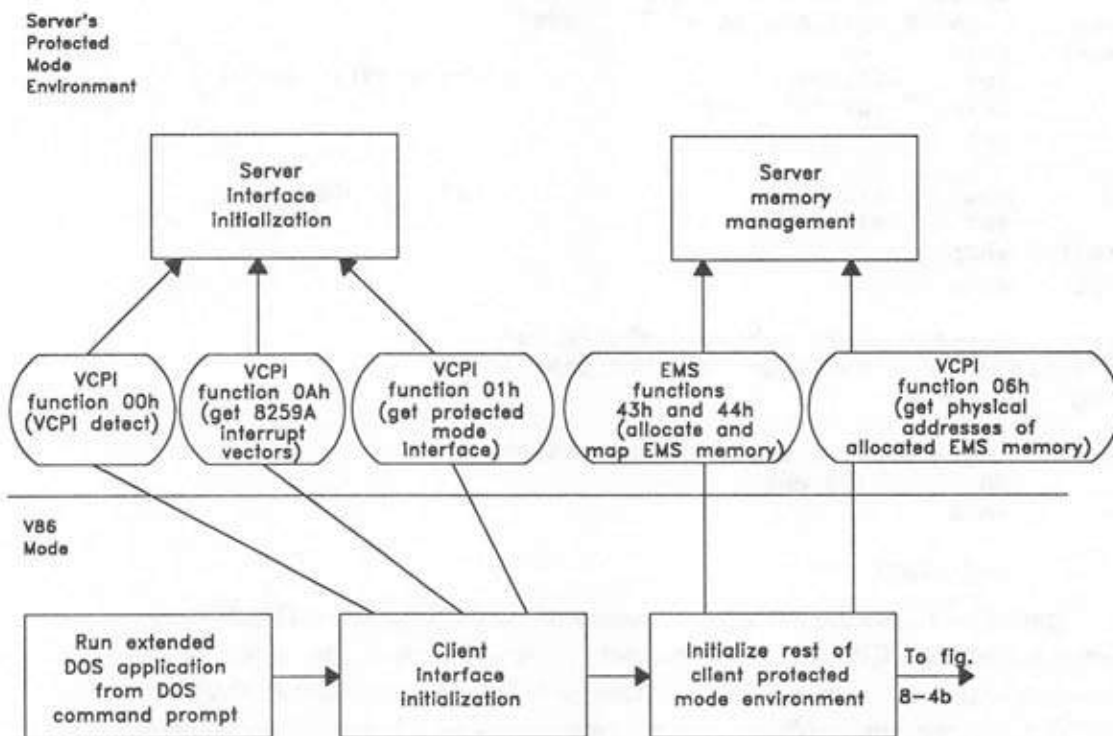 Server's
Protected
Mode
Environment
Server
interface
initialization
Server
memory
management
VCPI
function 00h
(VCPI detect)
VCPI
function 0Ah
(get 8259A
interrupt
vectors)
VCPI
function 01h
(get protected
mode
interface)
EMS
functions
43h and 44h
(allocate and
map EMS memory)
VCPI
function 06h
(get physical
addresses of
allocated EMS memory)
V86
Mode
Run extended
DOS application
from DOS
command prompt
Client
interface
initialization
Initialize rest of
client protected
mode environment
To fig.
8-4b